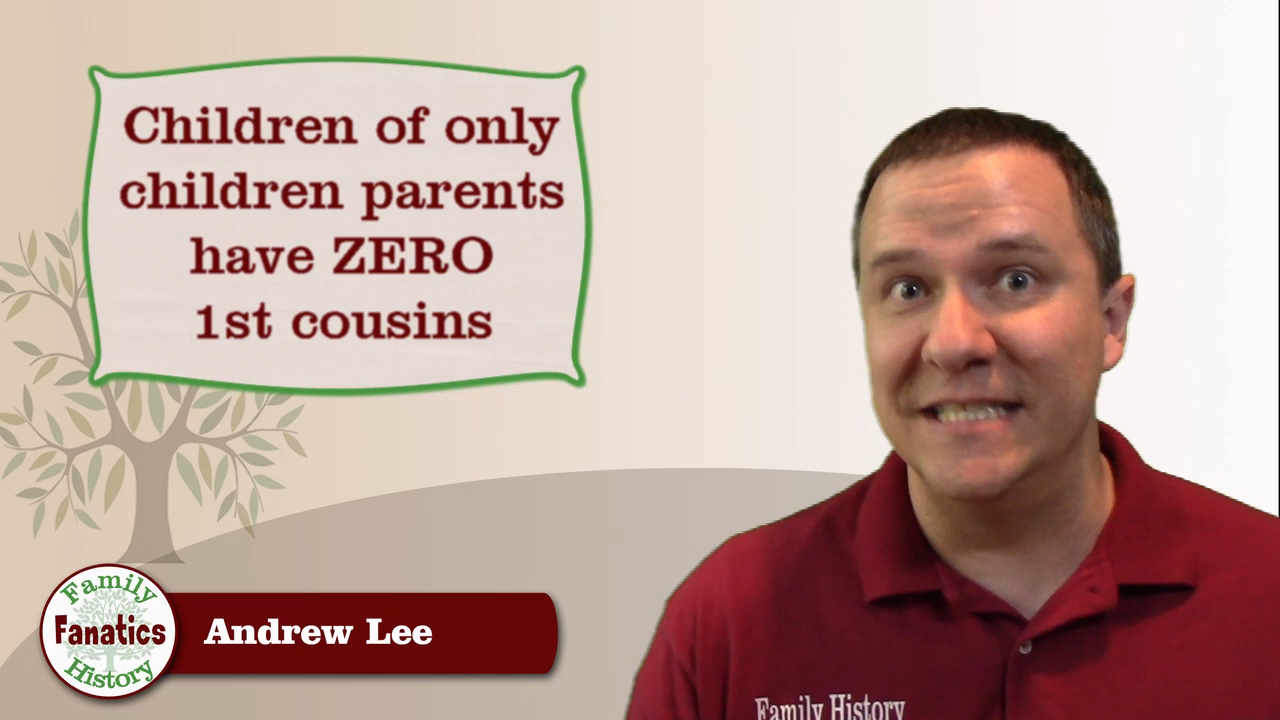 Children of only
children parents
have ZERO
1st cousins
Family
Fanatics
History
Andrew Lee
Family History